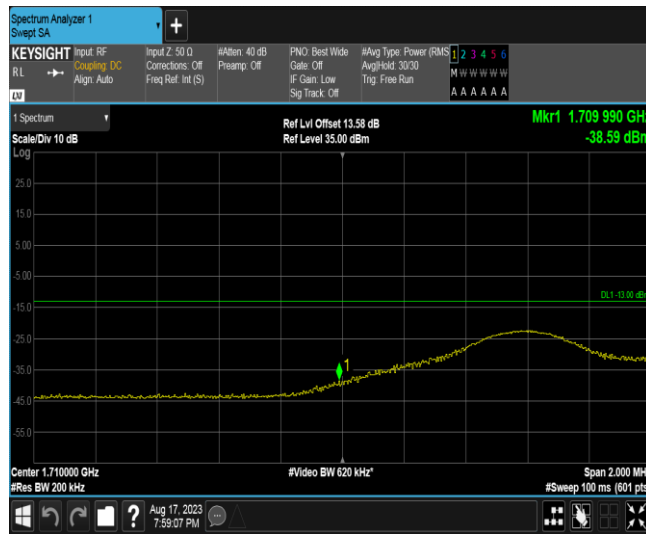 Spectrum Analyzer 1
Swept SA
+
KEYSIGHT Input: RF Input Z: 50 Ω #Atten: 40 dB PNO: Best Wide #Avg Type: Power (RMS 1 2 3 4 5 6
RL Coupling: DC Corrections: Off Preamp: Off Gate: Off Avg|Hold: 30/30 M W W W W W
Align: Auto Freq Ref: Int (S) IF Gain: Low Trig: Free Run
LXI Sig Track: Off A A A A A A
1 Spectrum Ref Lvl Offset 13.58 dB Mkr1 1.709 990 GHz
Scale/Div 10 dB Ref Level 35.00 dBm -38.59 dBm
Log
25.0
15.0
5.00
-5.00
DL1 -13.00 dBm
-15.0
-25.0
1
-35.0
-45.0
-55.0
Center 1.710000 GHz #Video BW 620 kHz* Span 2.000 MH
#Res BW 200 kHz #Sweep 100 ms (601 pts
? Aug 17, 2023
7:59:07 PM